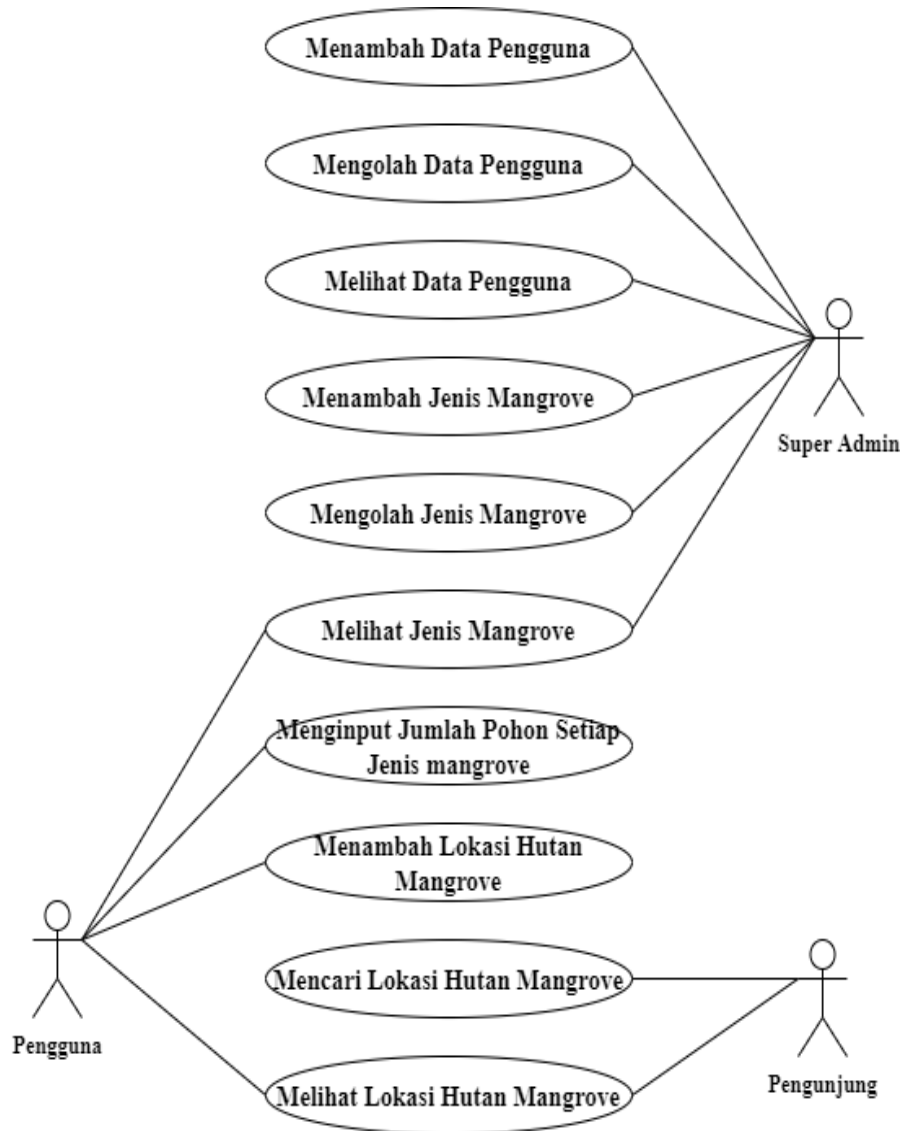 Menambah Data Pengguna
Mengolah Data Pengguna
Melihat Data Pengguna
Menambah Jenis Mangrove
Super Admin
Mengolah Jenis Mangrove
Melihat Jenis Mangrove
Menginput Jumlah Pohon Setiap
Jenis mangrove
Menambah Lokasi Hutan
Mangrove
Mencari Lokasi Hutan Mangrove
Pengguna
Pengunjung
Melihat Lokasi Hutan Mangrove